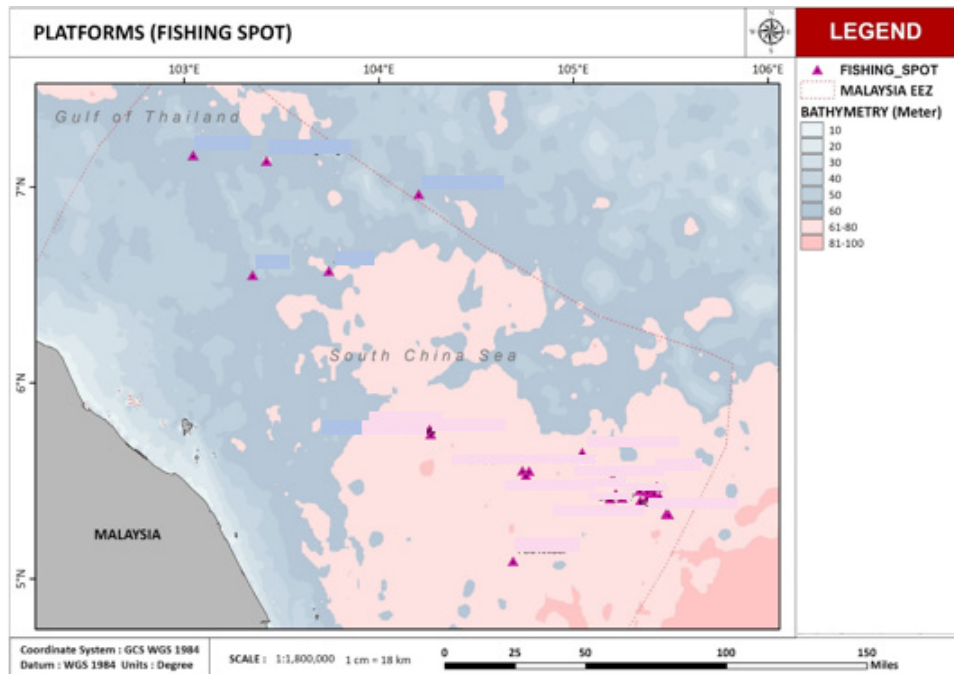 PLATFORMS (FISHING SPOT)
N
W
E
S
LEGEND
103°E
104°E
105°E
106°E
FISHING_SPOT
MALAYSIA EEZ
BATHYMETRY (Meter)
10
20
30
40
50
60
61-80
81-100
Gulf of Thailand
7°N
South China Sea
6°N
MALAYSIA
5°N
Coordinate System : GCS WGS 1984
Datum : WGS 1984 Units : Degree
SCALE : 1:1,800,000 1 cm = 18 km
0 25 50 100 150
Miles